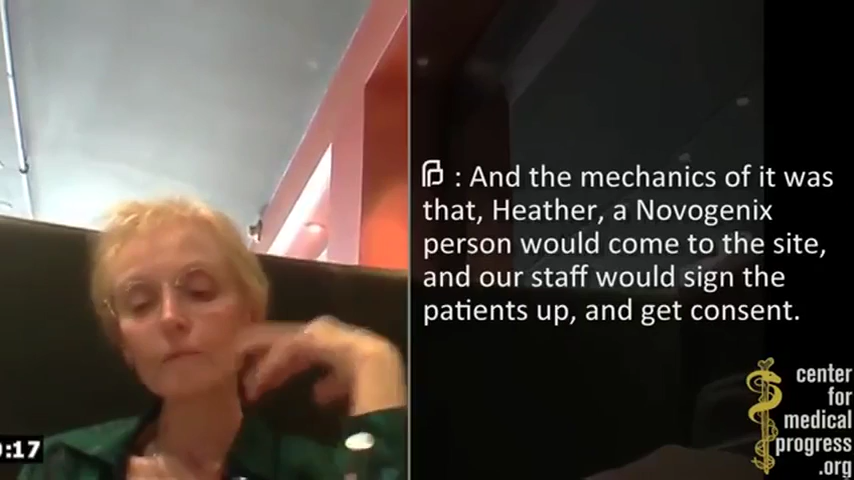 : And the mechanics of it was
that, Heather, a Novogenix
person would come to the site,
and our staff would sign the
patients up, and get consent.
center
for
medical
progress
.org
:17